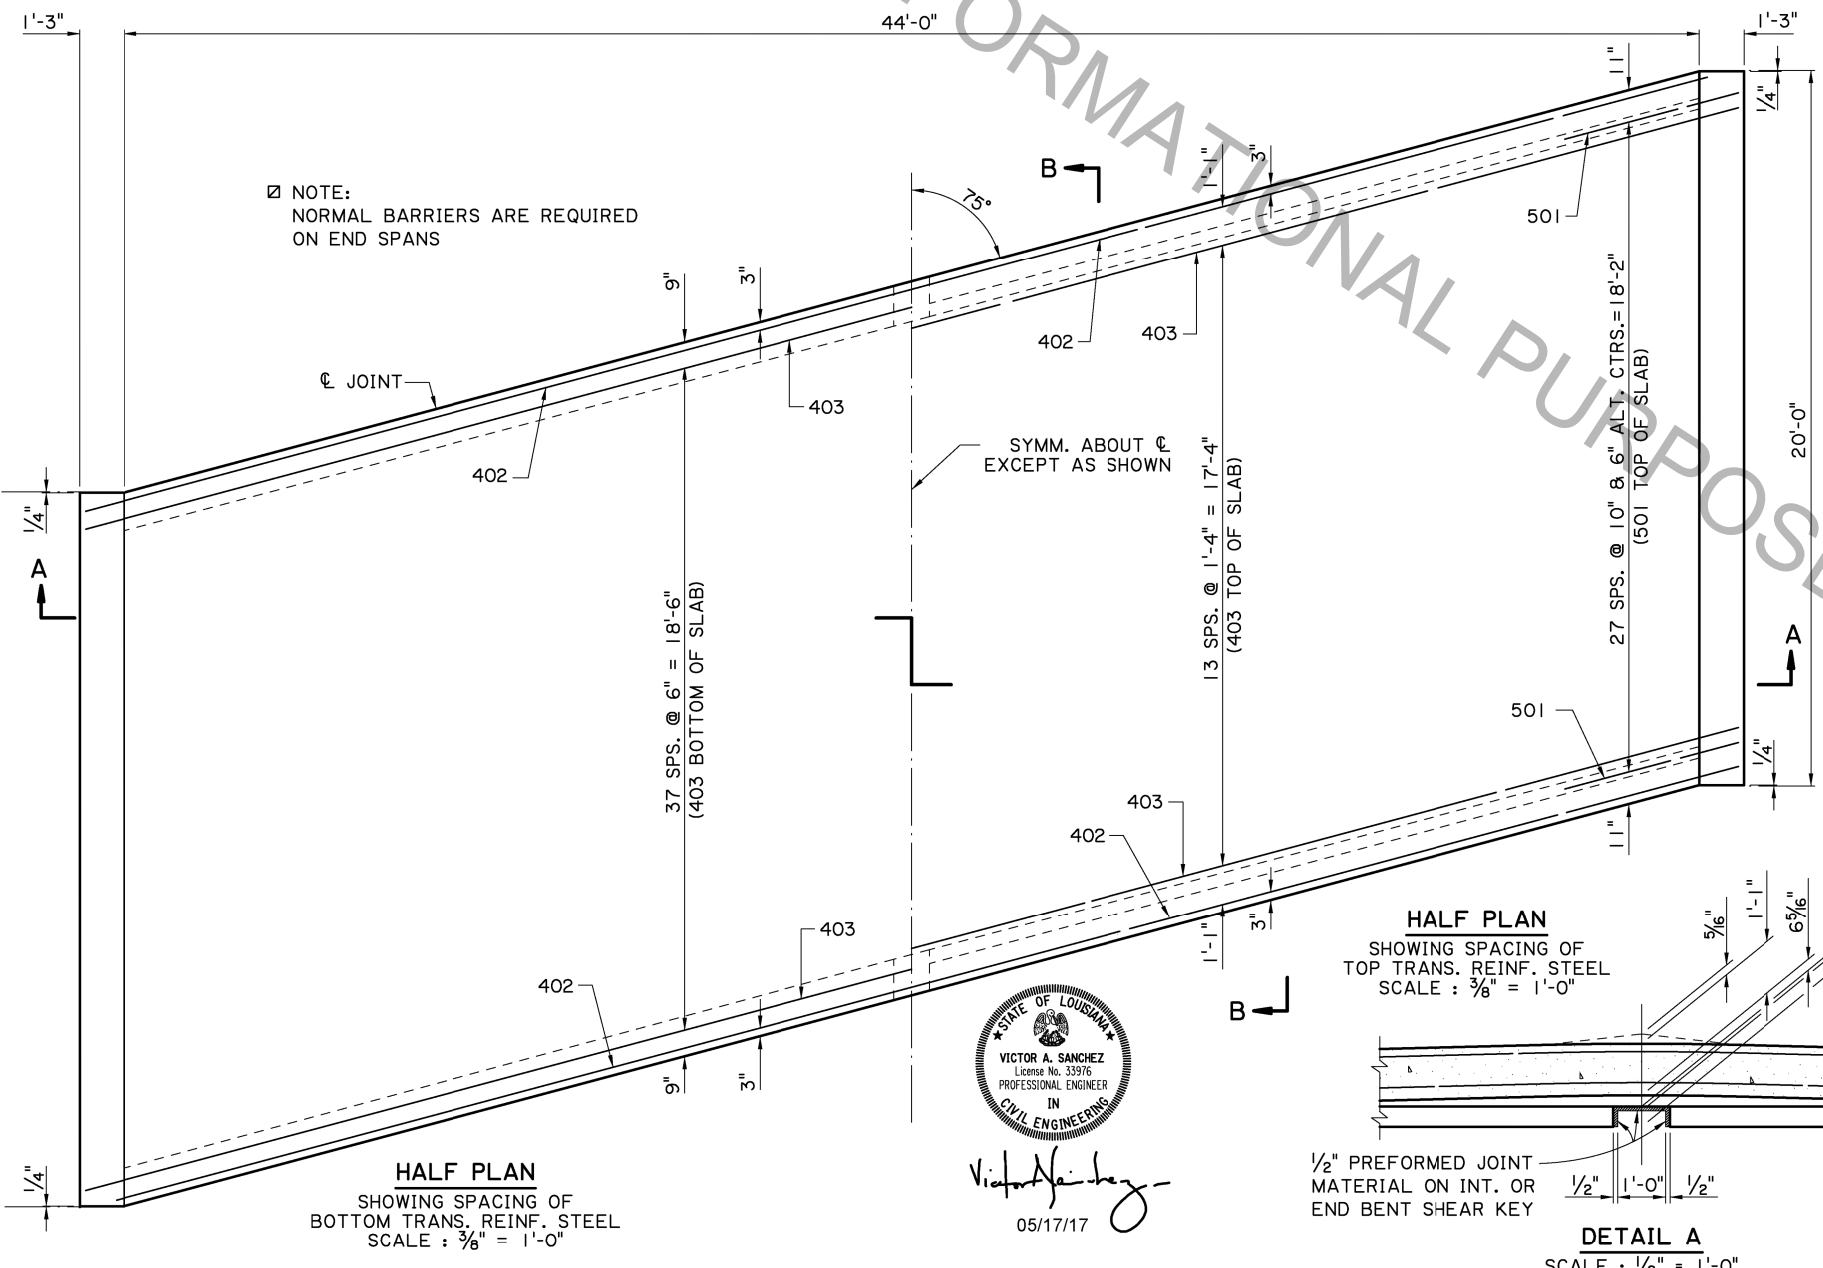 1'-3"
44'-0"
1'-3"
FORMATIONAL PURPOSE
11"
1/4"
B
1'-1"
3"
75°
☑ NOTE:
NORMAL BARRIERS ARE REQUIRED
ON END SPANS
501
9"
3"
402
403
℄ JOINT
403
402
SYMM. ABOUT ℄
EXCEPT AS SHOWN
20'-0"
1/4"
A
37 SPS. @ 6" = 18'-6"
(403 BOTTOM OF SLAB)
13 SPS. @ 1'-4" = 17'-4"
(403 TOP OF SLAB)
27 SPS. @ 10" & 6" ALT. CTRS.=18'-2"
(501 TOP OF SLAB)
A
501
1/4"
403
402
11"
403
402
1'-1"
3"
HALF PLAN
SHOWING SPACING OF
TOP TRANS. REINF. STEEL
SCALE : 3/8" = 1'-0"
5/16"
1'-1"
6 5/16"
B
9"
3"
STATE OF LOUISIANA
VICTOR A. SANCHEZ
License No. 33976
PROFESSIONAL ENGINEER
IN
CIVIL ENGINEERING
05/17/17
1/4"
HALF PLAN
SHOWING SPACING OF
BOTTOM TRANS. REINF. STEEL
SCALE : 3/8" = 1'-0"
1/2" PREFORMED JOINT
MATERIAL ON INT. OR
END BENT SHEAR KEY
1/2" 1'-0" 1/2"
DETAIL A